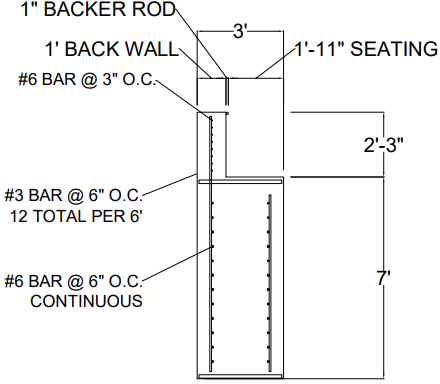 1" BACKER ROD
3'
1' BACK WALL
1'-11" SEATING
#6 BAR @ 3" O.C.
2'-3"
#3 BAR @ 6" O.C.
12 TOTAL PER 6'
#6 BAR @ 6" O.C.
CONTINUOUS
7'